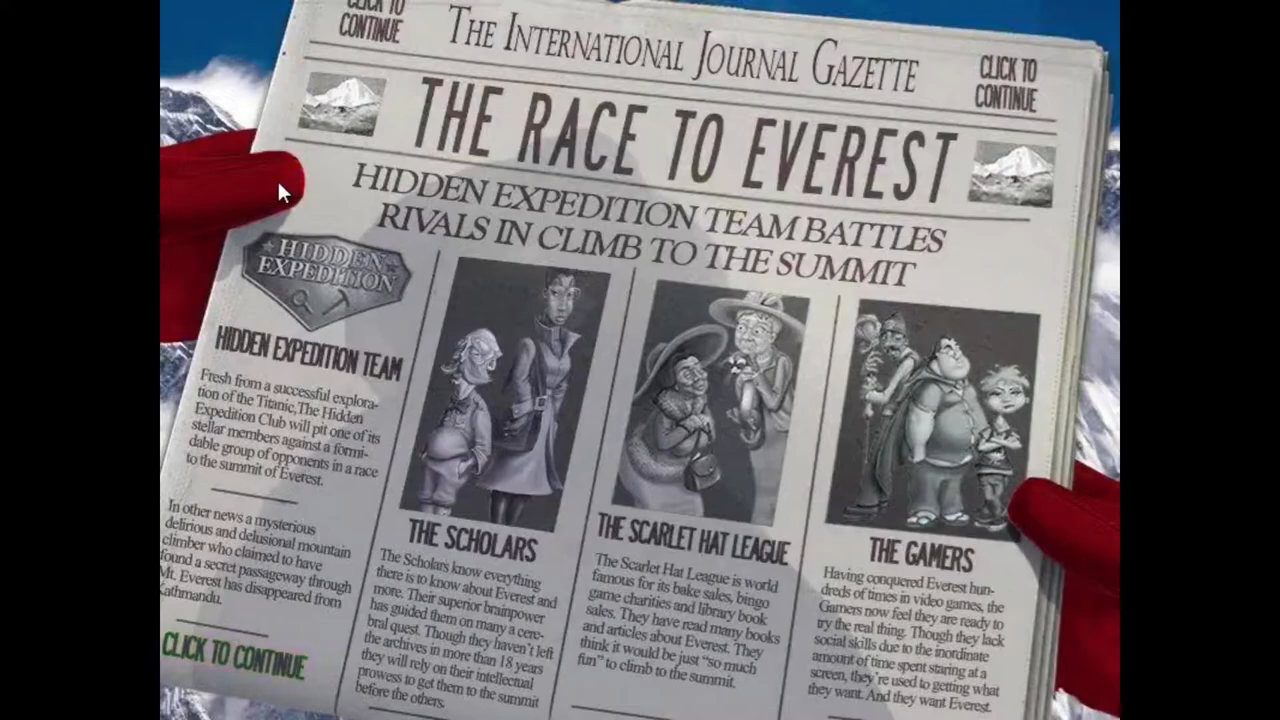 CLICK TO
CONTINUE
THE INTERNATIONAL JOURNAL GAZETTE
CLICK TO
CONTINUE
THE RACE TO EVEREST
HIDDEN EXPEDITION TEAM BATTLES
RIVALS IN CLIMB TO THE SUMMIT
HIDDEN
EXPEDITION
HIDDEN EXPEDITION TEAM
Fresh from a successful explora-
tion of the Titanic,The Hidden
Expedition Club will pit one of its
stellar members against a formi-
dable group of opponents in a race
to the summit of Everest.
In other news a mysterious
delirious and delusional mountain
climber who claimed to have
found a secret passageway through
Mt. Everest has disappeared from
Kathmandu.
CLICK TO CONTINUE
THE SCHOLARS
The Scholars know everything
there is to know about Everest and
more. Their superior brainpower
has guided them on many a cere-
bral quest. Though they haven't left
the archives in more than 18 years
they will rely on their intellectual
prowess to get them to the summit
before the others.
THE SCARLET HAT LEAGUE
The Scarlet Hat League is world
famous for its bake sales, bingo
game charities and library book
sales. They have read many books
and articles about Everest. They
think it would be just "so much
fun" to climb to the summit.
THE GAMERS
Having conquered Everest hun-
dreds of times in video games, the
Gamers now feel they are ready to
try the real thing. Though they lack
social skills due to the inordinate
amount of time spent staring at a
screen, they're used to getting what
they want. And they want Everest.